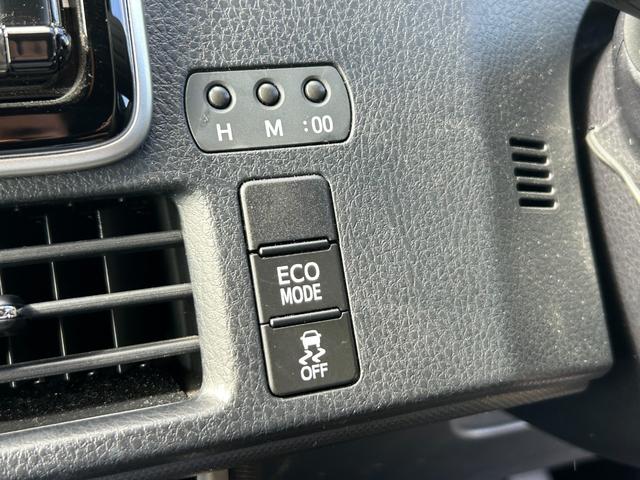 H M :00
ECO
MODE
OFF